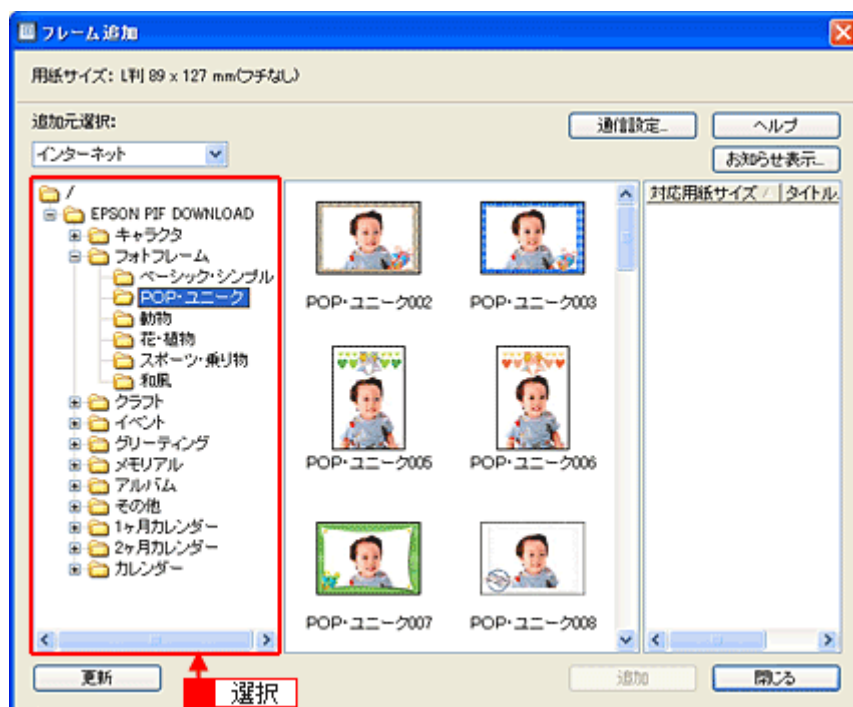 フレーム追加
用紙サイズ: L判 89 x 127 mm(フチなし)
追加元選択:
通信設定...
ヘルプ
インターネット
お知らせ表示...
/
EPSON PIF DOWNLOAD
キャラクタ
フォトフレーム
ベーシック・シンプル
POP・ユニーク
動物
花・植物
スポーツ・乗り物
和風
クラフト
イベント
グリーティング
メモリアル
アルバム
その他
1ヶ月カレンダー
2ヶ月カレンダー
カレンダー
POP・ユニーク002
POP・ユニーク003
POP・ユニーク005
POP・ユニーク006
POP・ユニーク007
POP・ユニーク008
対応用紙サイズ
タイトル
更新
選択
追加
閉じる